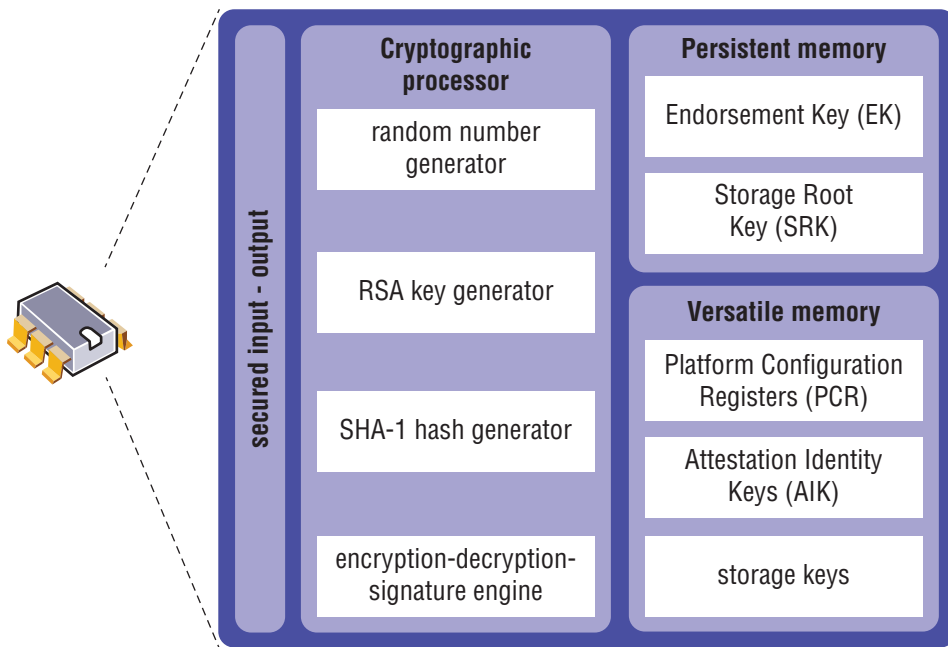 secured input - output
Cryptographic
processor
random number
generator
RSA key generator
SHA-1 hash generator
encryption-decryption-
signature engine
Persistent memory
Endorsement Key (EK)
Storage Root
Key (SRK)
Versatile memory
Platform Configuration
Registers (PCR)
Attestation Identity
Keys (AIK)
storage keys